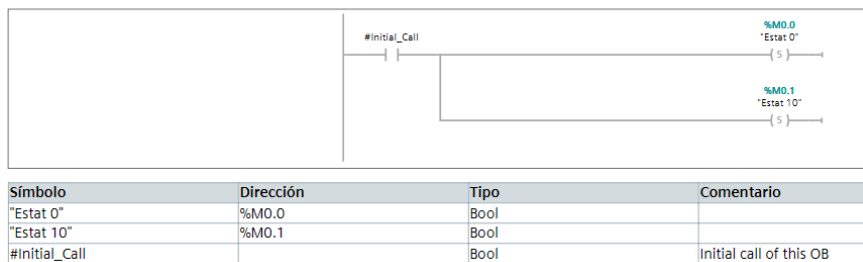 %M0.0
#Initial_Call "Estat 0"
S
%M0.1
"Estat 10"
S
Símbolo Dirección Tipo Comentario
"Estat 0" %M0.0 Bool
"Estat 10" %M0.1 Bool
#Initial_Call Bool Initial call of this OB